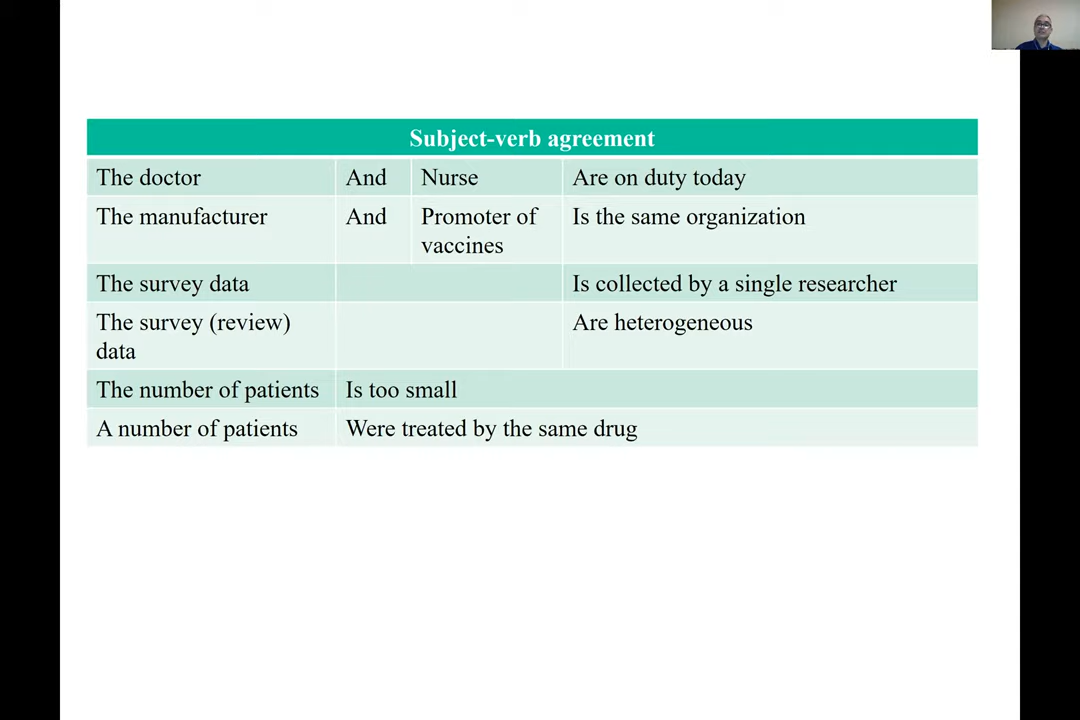 Subject-verb agreement
The doctor And Nurse Are on duty today
The manufacturer And Promoter of Is the same organization
vaccines
The survey data Is collected by a single researcher
The survey (review) Are heterogeneous
data
The number of patients Is too small
A number of patients Were treated by the same drug